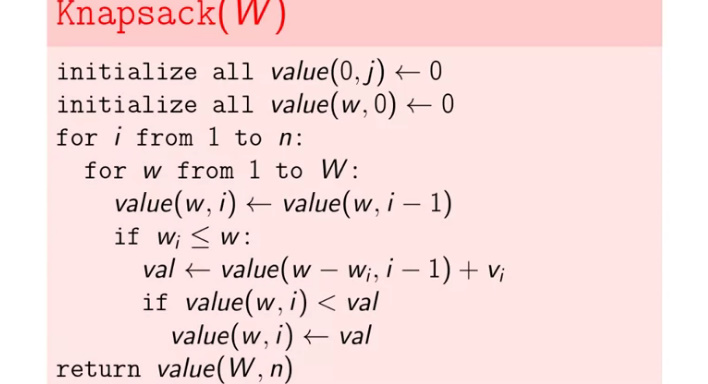 Knapsack(W)
initialize all value(0, j) ← 0
initialize all value(w, 0) ← 0
for i from 1 to n:
for w from 1 to W:
value(w, i) ← value(w, i − 1)
if wᵢ ≤ w:
val ← value(w − wᵢ, i − 1) + vᵢ
if value(w, i) < val
value(w, i) ← val
return value(W, n)